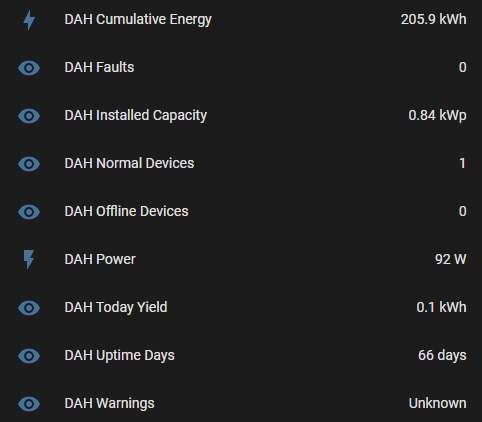 DAH Cumulative Energy 205.9 kWh
DAH Faults 0
DAH Installed Capacity 0.84 kWp
DAH Normal Devices 1
DAH Offline Devices 0
DAH Power 92 W
DAH Today Yield 0.1 kWh
DAH Uptime Days 66 days
DAH Warnings Unknown